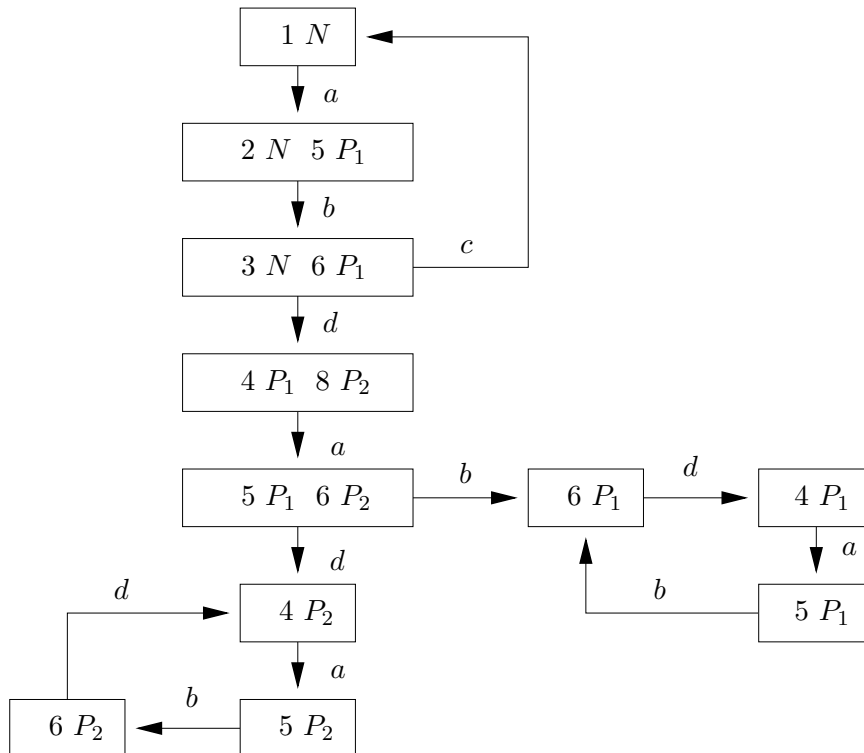 1 N
a
2 N 5 P₁
b
3 N 6 P₁
c
d
4 P₁ 8 P₂
a
5 P₁ 6 P₂
b
6 P₁
d
4 P₁
a
d
d
4 P₂
b
5 P₁
a
6 P₂
b
5 P₂